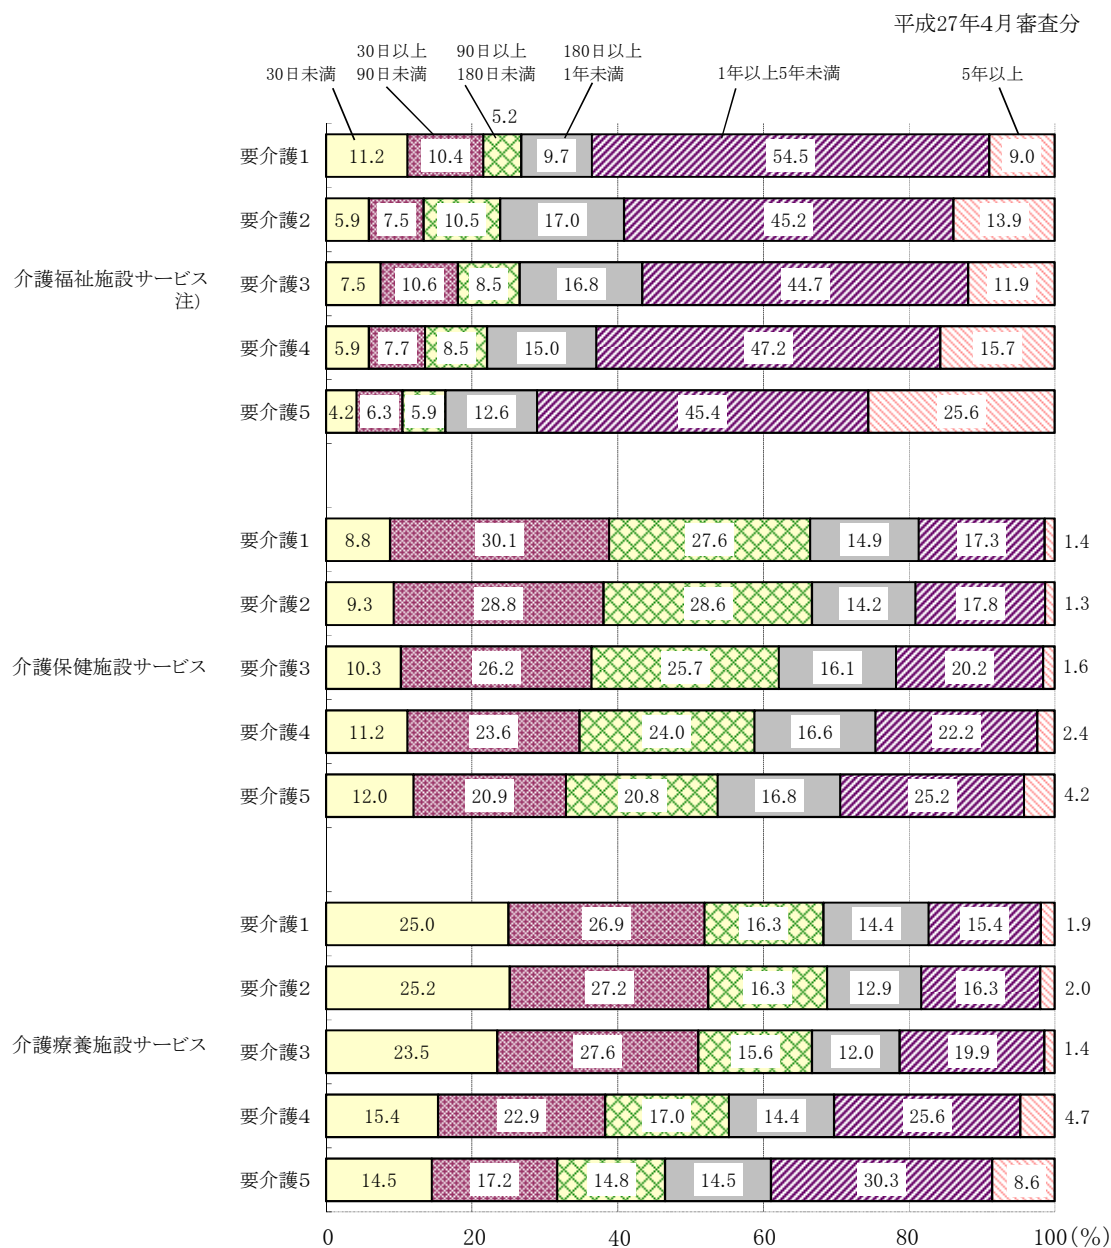 平成27年4月審査分
30日未満
30日以上
90日未満
90日以上
180日未満
180日以上
1年未満
1年以上5年未満
5年以上
5.2
要介護1 11.2 10.4 9.7 54.5 9.0
要介護2 5.9 7.5 10.5 17.0 45.2 13.9
介護福祉施設サービス
注)
要介護3 7.5 10.6 8.5 16.8 44.7 11.9
要介護4 5.9 7.7 8.5 15.0 47.2 15.7
要介護5 4.2 6.3 5.9 12.6 45.4 25.6
要介護1 8.8 30.1 27.6 14.9 17.3 1.4
要介護2 9.3 28.8 28.6 14.2 17.8 1.3
介護保健施設サービス
要介護3 10.3 26.2 25.7 16.1 20.2 1.6
要介護4 11.2 23.6 24.0 16.6 22.2 2.4
要介護5 12.0 20.9 20.8 16.8 25.2 4.2
要介護1 25.0 26.9 16.3 14.4 15.4 1.9
要介護2 25.2 27.2 16.3 12.9 16.3 2.0
介護療養施設サービス
要介護3 23.5 27.6 15.6 12.0 19.9 1.4
要介護4 15.4 22.9 17.0 14.4 25.6 4.7
要介護5 14.5 17.2 14.8 14.5 30.3 8.6
0 20 40 60 80 100(%)